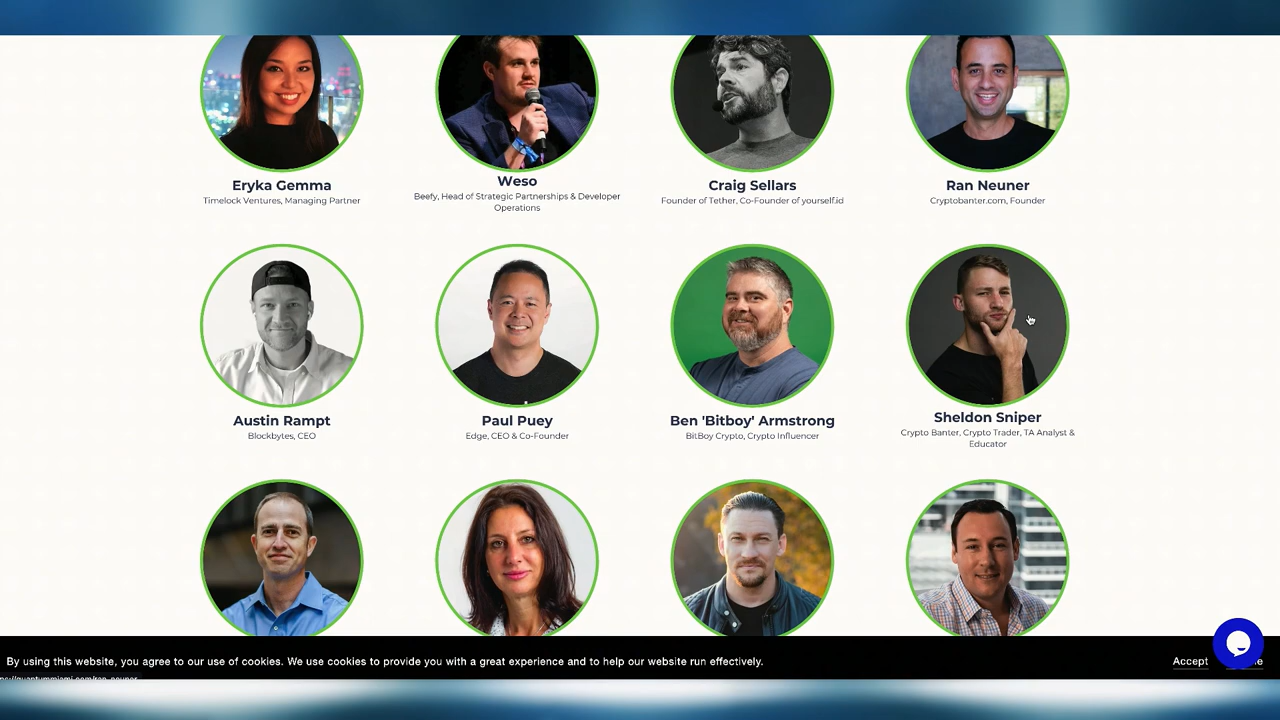 Eryka Gemma
Timelock Ventures, Managing Partner
Weso
Beefy, Head of Strategic Partnerships & Developer
Operations
Craig Sellars
Founder of Tether, Co-Founder of yourself.id
Ran Neuner
Cryptobanter.com, Founder
Austin Rampt
Blockbytes, CEO
Paul Puey
Edge, CEO & Co-Founder
Ben 'Bitboy' Armstrong
BitBoy Crypto, Crypto Influencer
Sheldon Sniper
Crypto Banter, Crypto Trader, TA Analyst &
Educator
By using this website, you agree to our use of cookies. We use cookies to provide you with a great experience and to help our website run effectively.
Accept